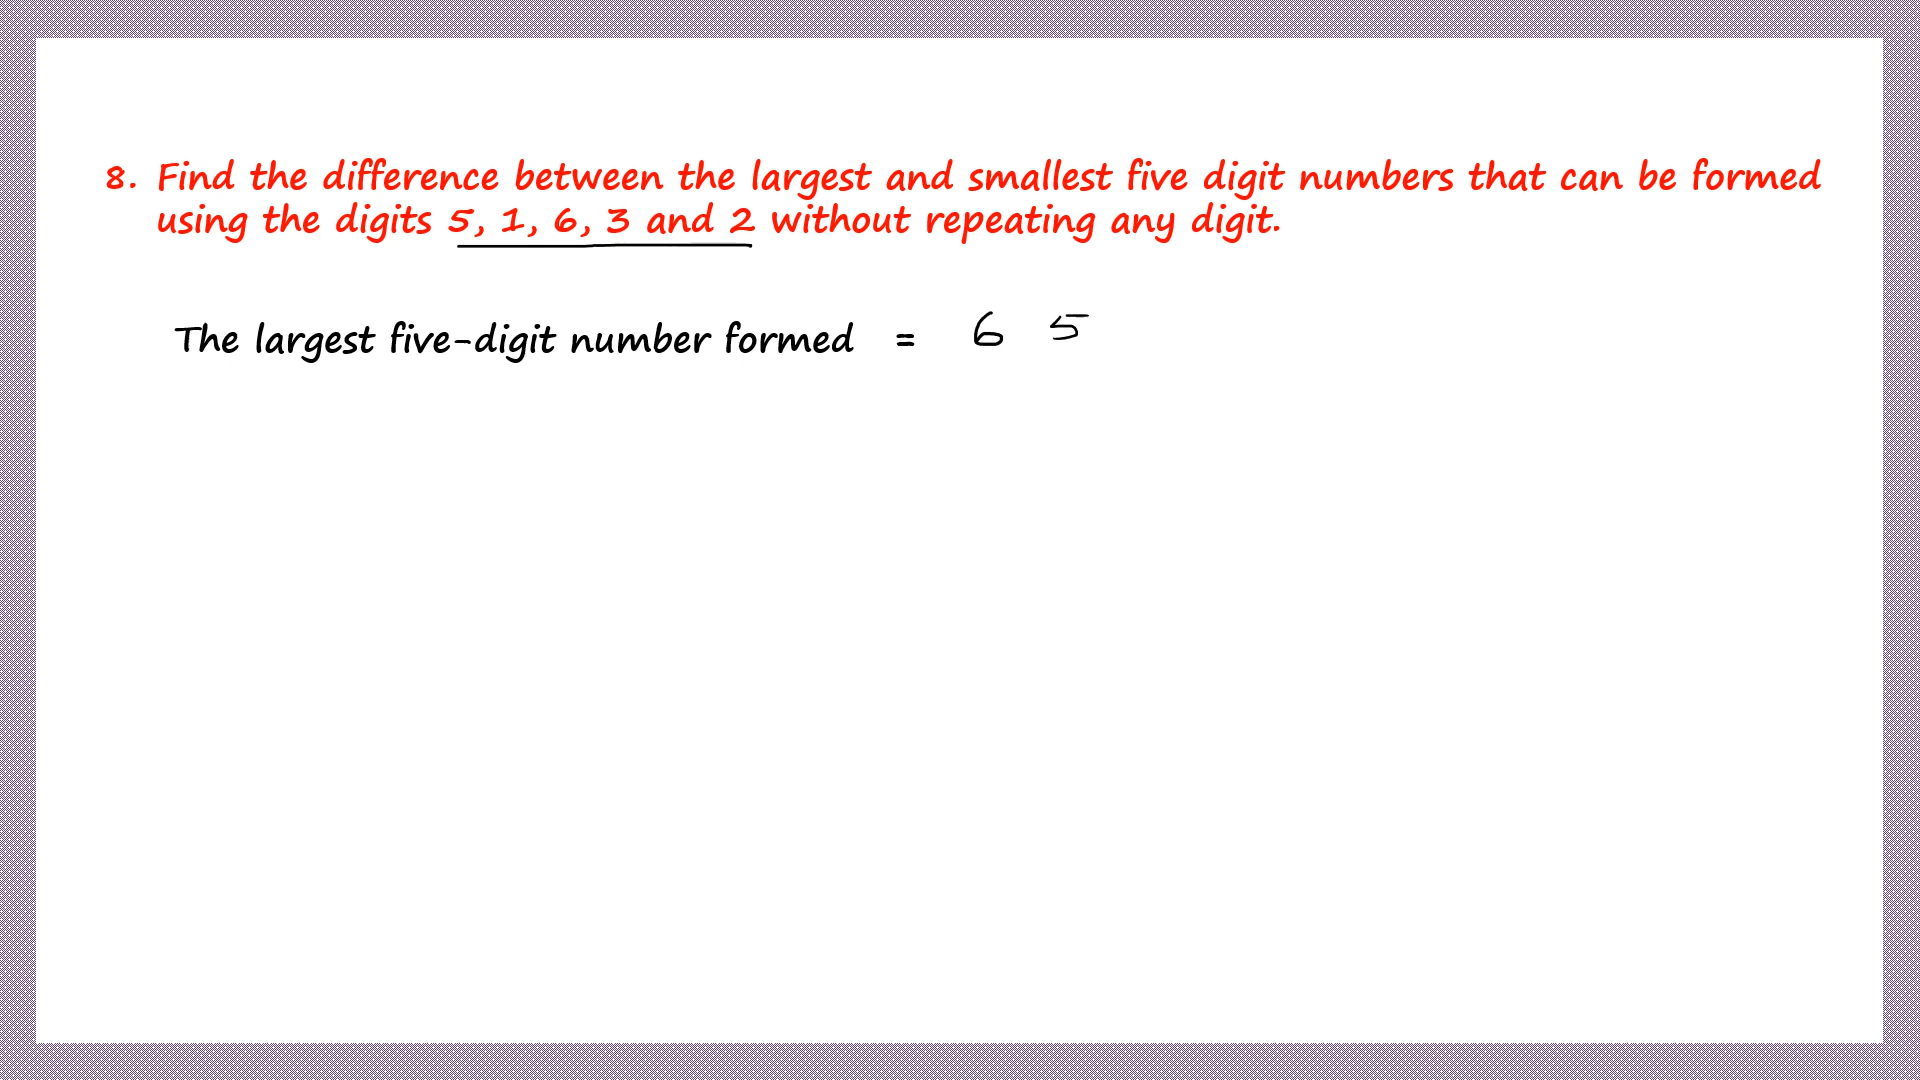 8. Find the difference between the largest and smallest five digit numbers that can be formed
using the digits 5, 1, 6, 3 and 2 without repeating any digit.
The largest five-digit number formed = 6 5